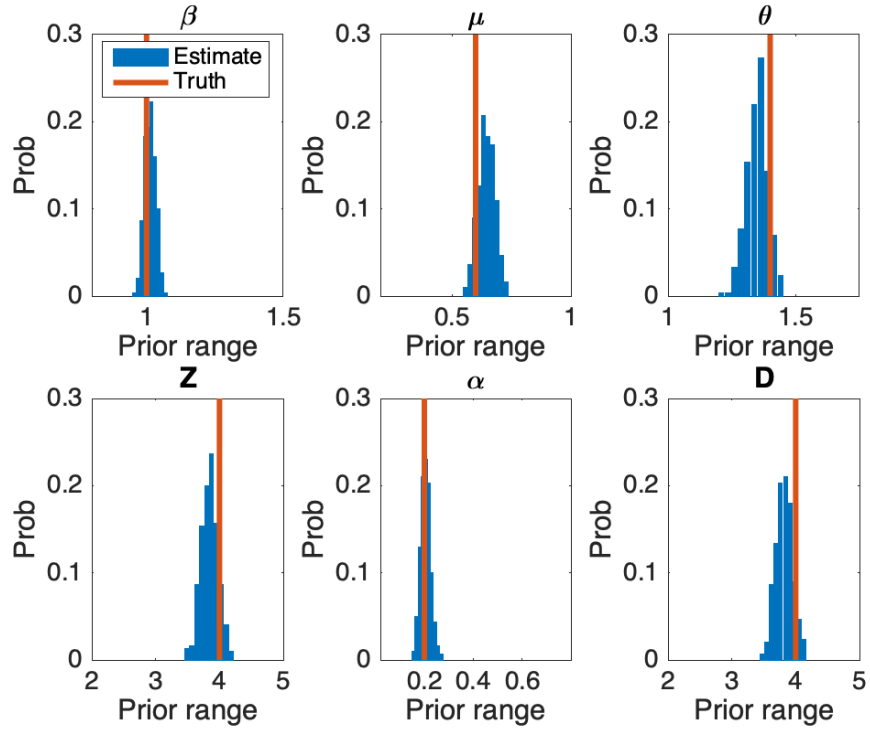 β
0.3
0.2
0.1
0
Prob
Estimate
Truth
1 1.5
Prior range
μ
0.3
0.2
0.1
0
Prob
0.5 1
Prior range
θ
0.3
0.2
0.1
0
Prob
1 1.5
Prior range
Z
0.3
0.2
0.1
0
Prob
2 3 4 5
Prior range
α
0.3
0.2
0.1
0
Prob
0.2 0.4 0.6
Prior range
D
0.3
0.2
0.1
0
Prob
2 3 4 5
Prior range